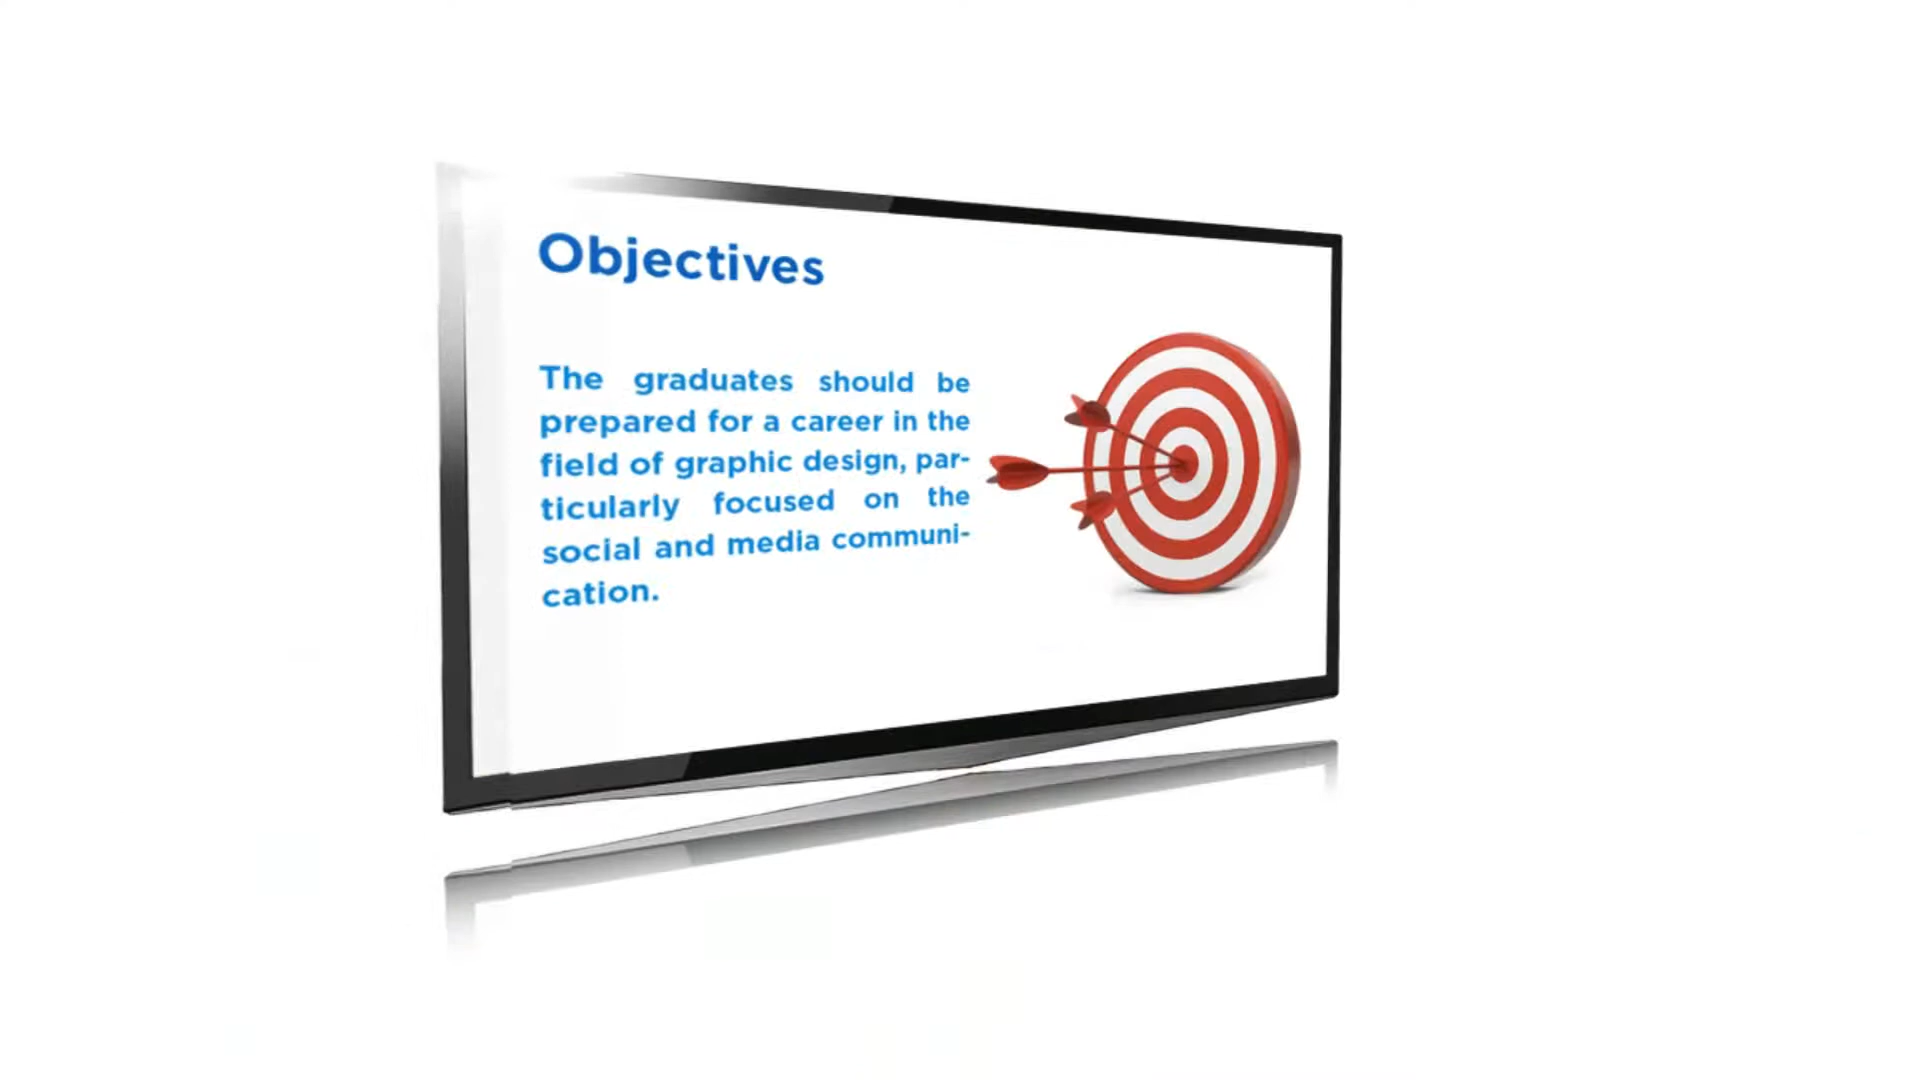 Objectives
The graduates should be
prepared for a career in the
field of graphic design, par-
ticularly focused on the
social and media communi-
cation.